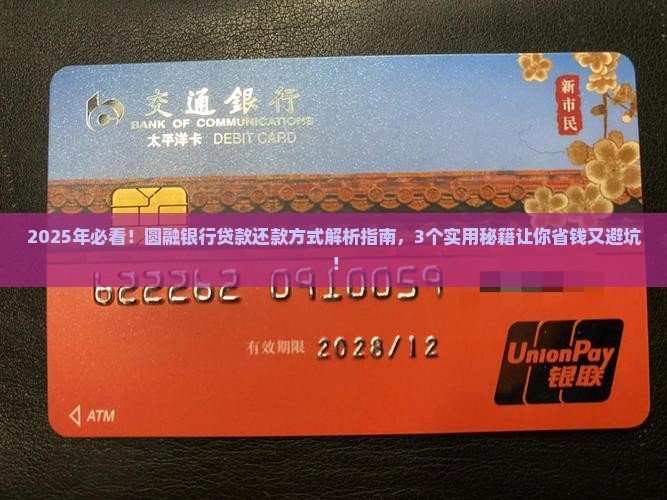 交通銀行
BANK OF COMMUNICATIONS
太平洋卡 DEBIT CARD
新市民
2025年必看！圆融银行贷款还款方式解析指南，3个实用秘籍让你省钱又避坑
！
622262
有效期限 2028/12
UnionPay
银联
ATM